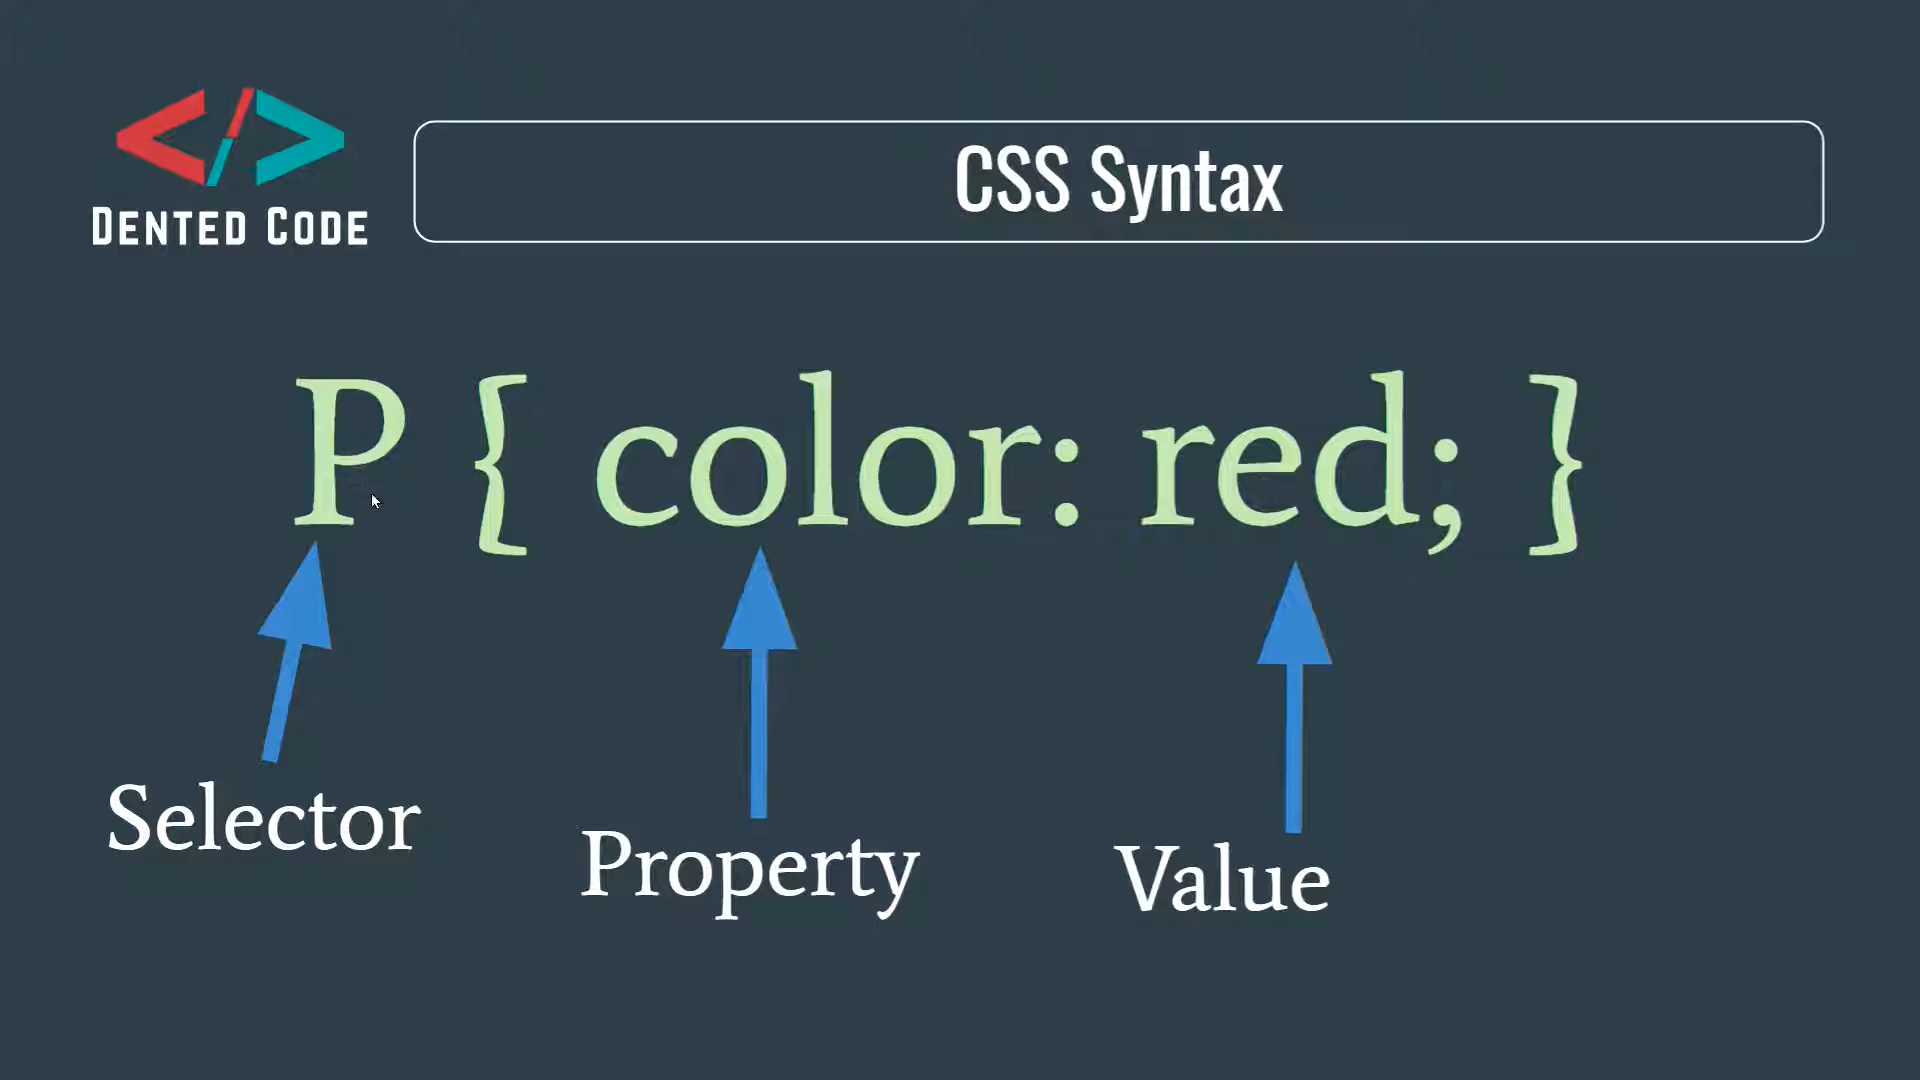 DENTED CODE
CSS Syntax
P { color: red; }
Selector
Property
Value